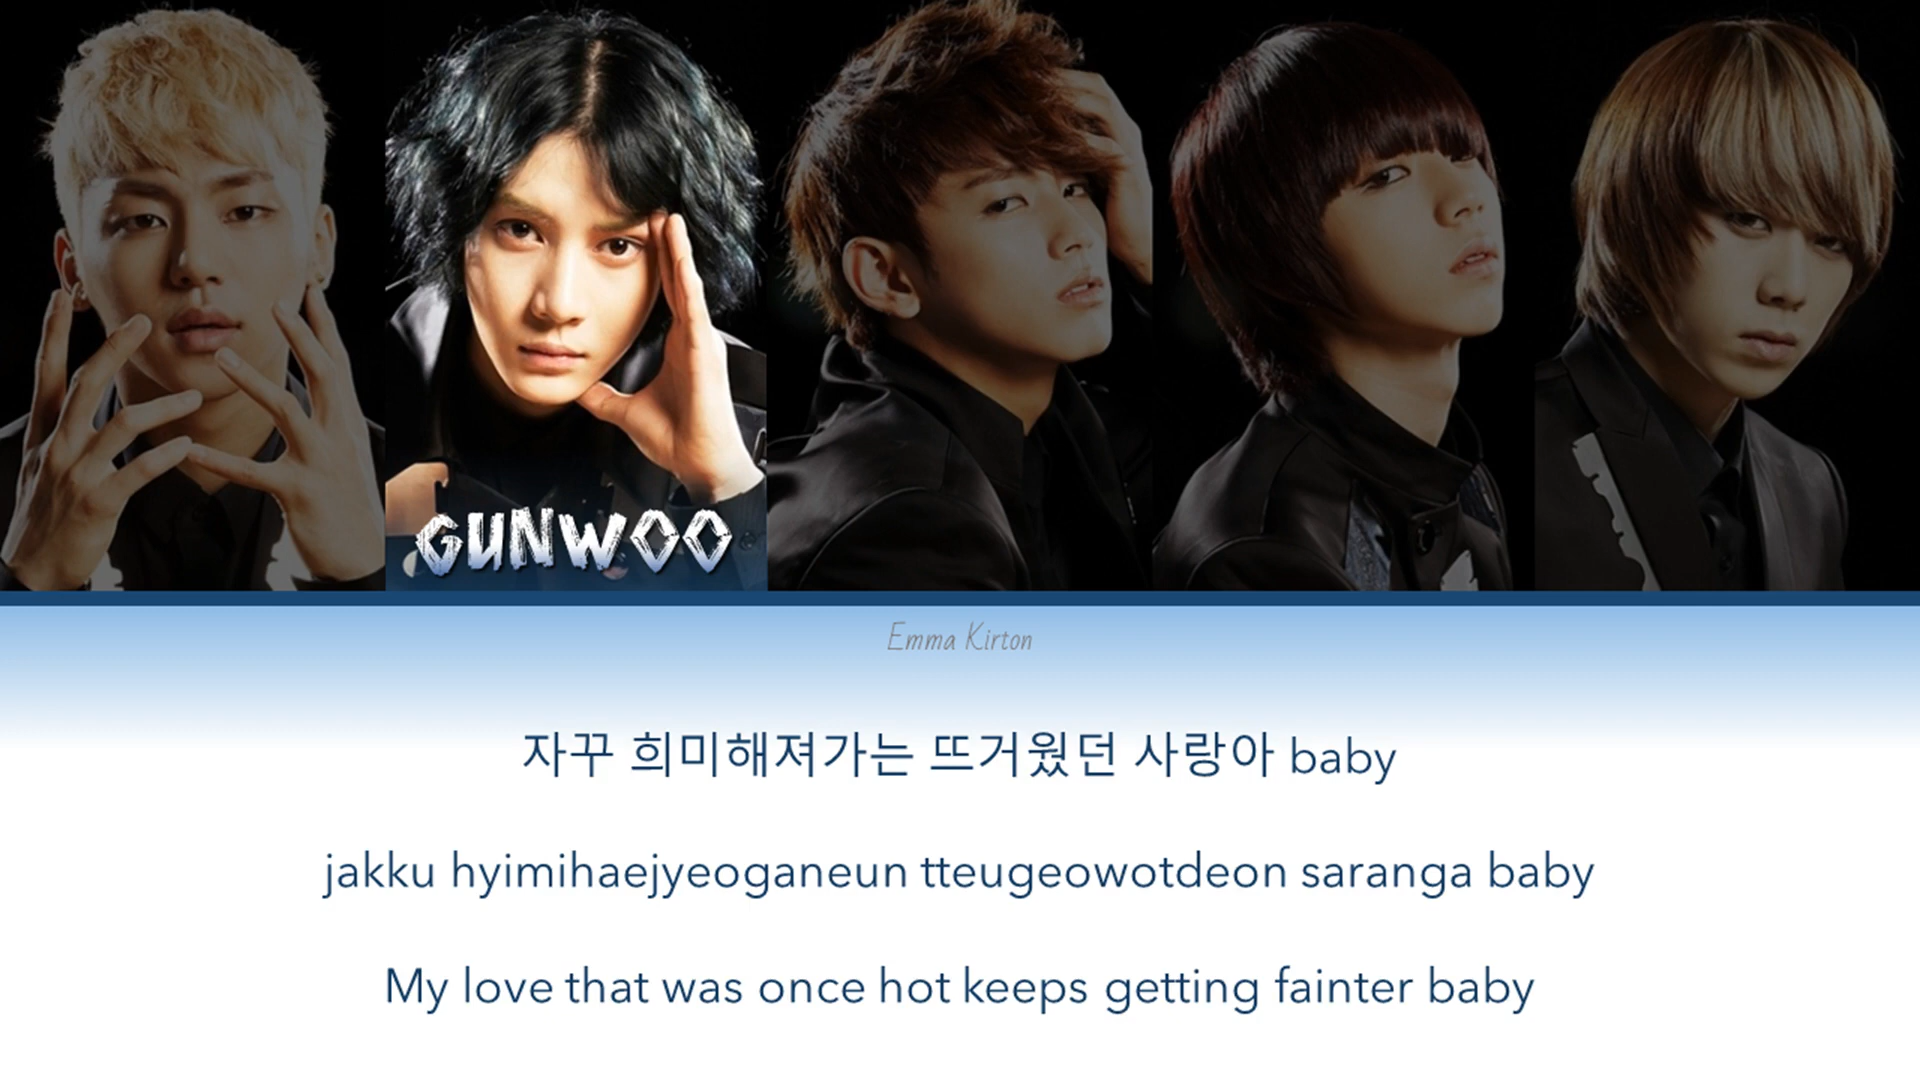 GUNWOO
Emma Kirton
자꾸 희미해져가는 뜨거웠던 사랑아 baby
jakku hyimihaejyeoganeun tteugeowotdeon saranga baby
My love that was once hot keeps getting fainter baby